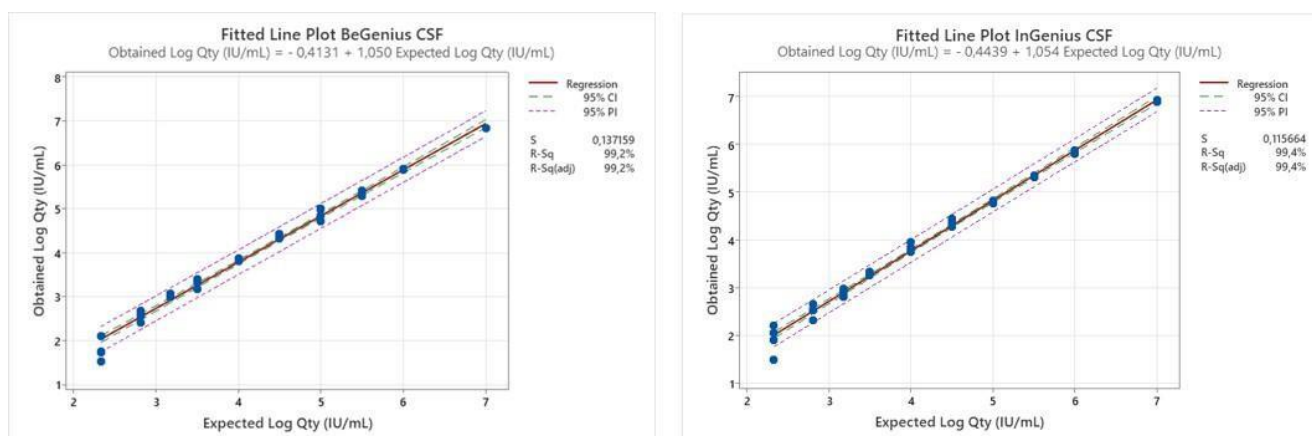 Fitted Line Plot BeGenius CSF
Obtained Log Qty (IU/mL) = - 0,4131 + 1,050 Expected Log Qty (IU/mL)
8
7
6
5
4
3
2
1
Obtained Log Qty (IU/mL)
2 3 4 5 6 7
Expected Log Qty (IU/mL)
Regression
95% CI
95% PI
S 0,137159
R-Sq 99,2%
R-Sq(adj) 99,2%
Fitted Line Plot InGenius CSF
Obtained Log Qty (IU/mL) = - 0,4439 + 1,054 Expected Log Qty (IU/mL)
7
6
5
4
3
2
1
Obtained Log Qty (IU/mL)
2 3 4 5 6 7
Expected Log Qty (IU/mL)
Regression
95% CI
95% PI
S 0,115664
R-Sq 99,4%
R-Sq(adj) 99,4%